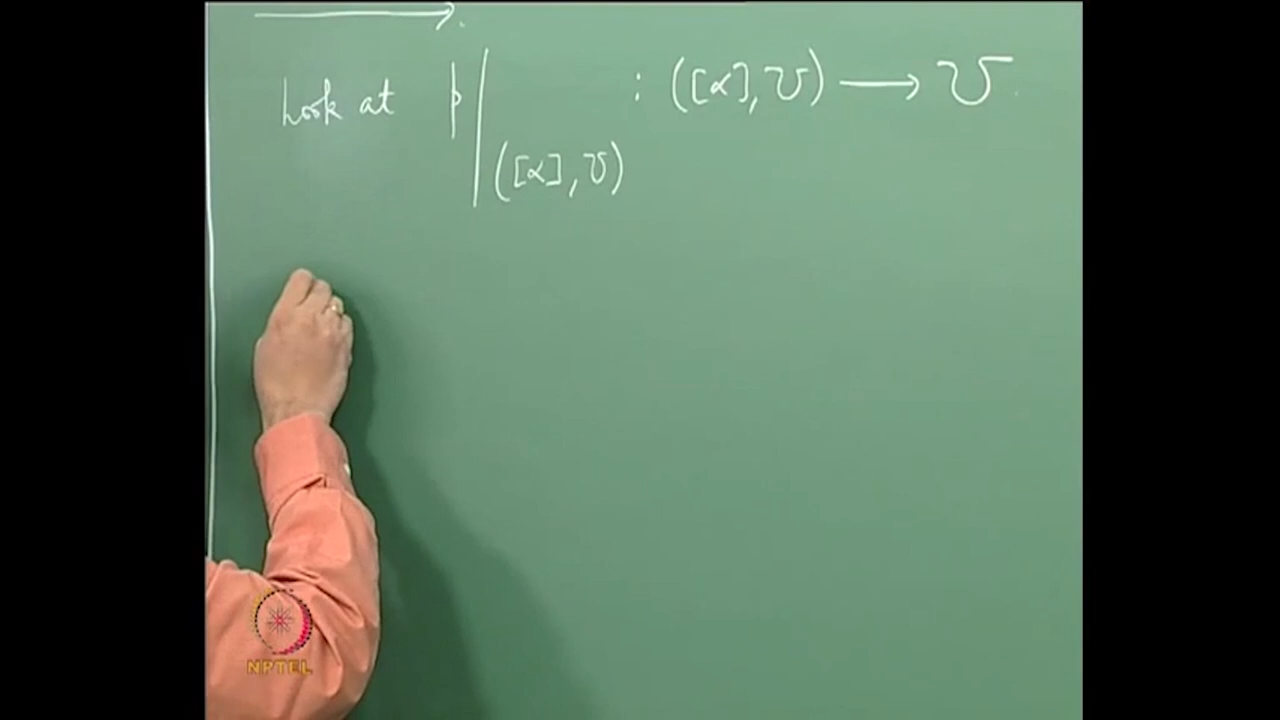 Look at p| : ([α], U) ⟶ U
([α], U)
NPTEL